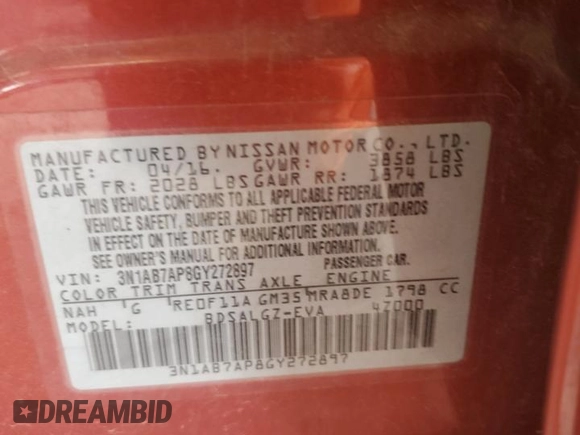 MANUFACTURED BY NISSAN MOTOR CO., LTD.
DATE: 04/16. GVWR: 3858 LBS
GAWR FR: 2028 LBS GAWR RR: 1874 LBS
THIS VEHICLE CONFORMS TO ALL APPLICABLE FEDERAL MOTOR
VEHICLE SAFETY, BUMPER AND THEFT PREVENTION STANDARDS
IN EFFECT ON THE DATE OF MANUFACTURE SHOWN ABOVE.
SEE OWNER'S MANUAL FOR ADDITIONAL INFORMATION.
VIN: 3N1AB7AP8GY272897 PASSENGER CAR.
COLOR TRIM TRANS AXLE ENGINE
NAH G RE0F11A GM35 MRA8DE 1798 CC
MODEL: BDSALGZ-EVA 4Z000
3N1AB7AP8GY272897
DREAMBID